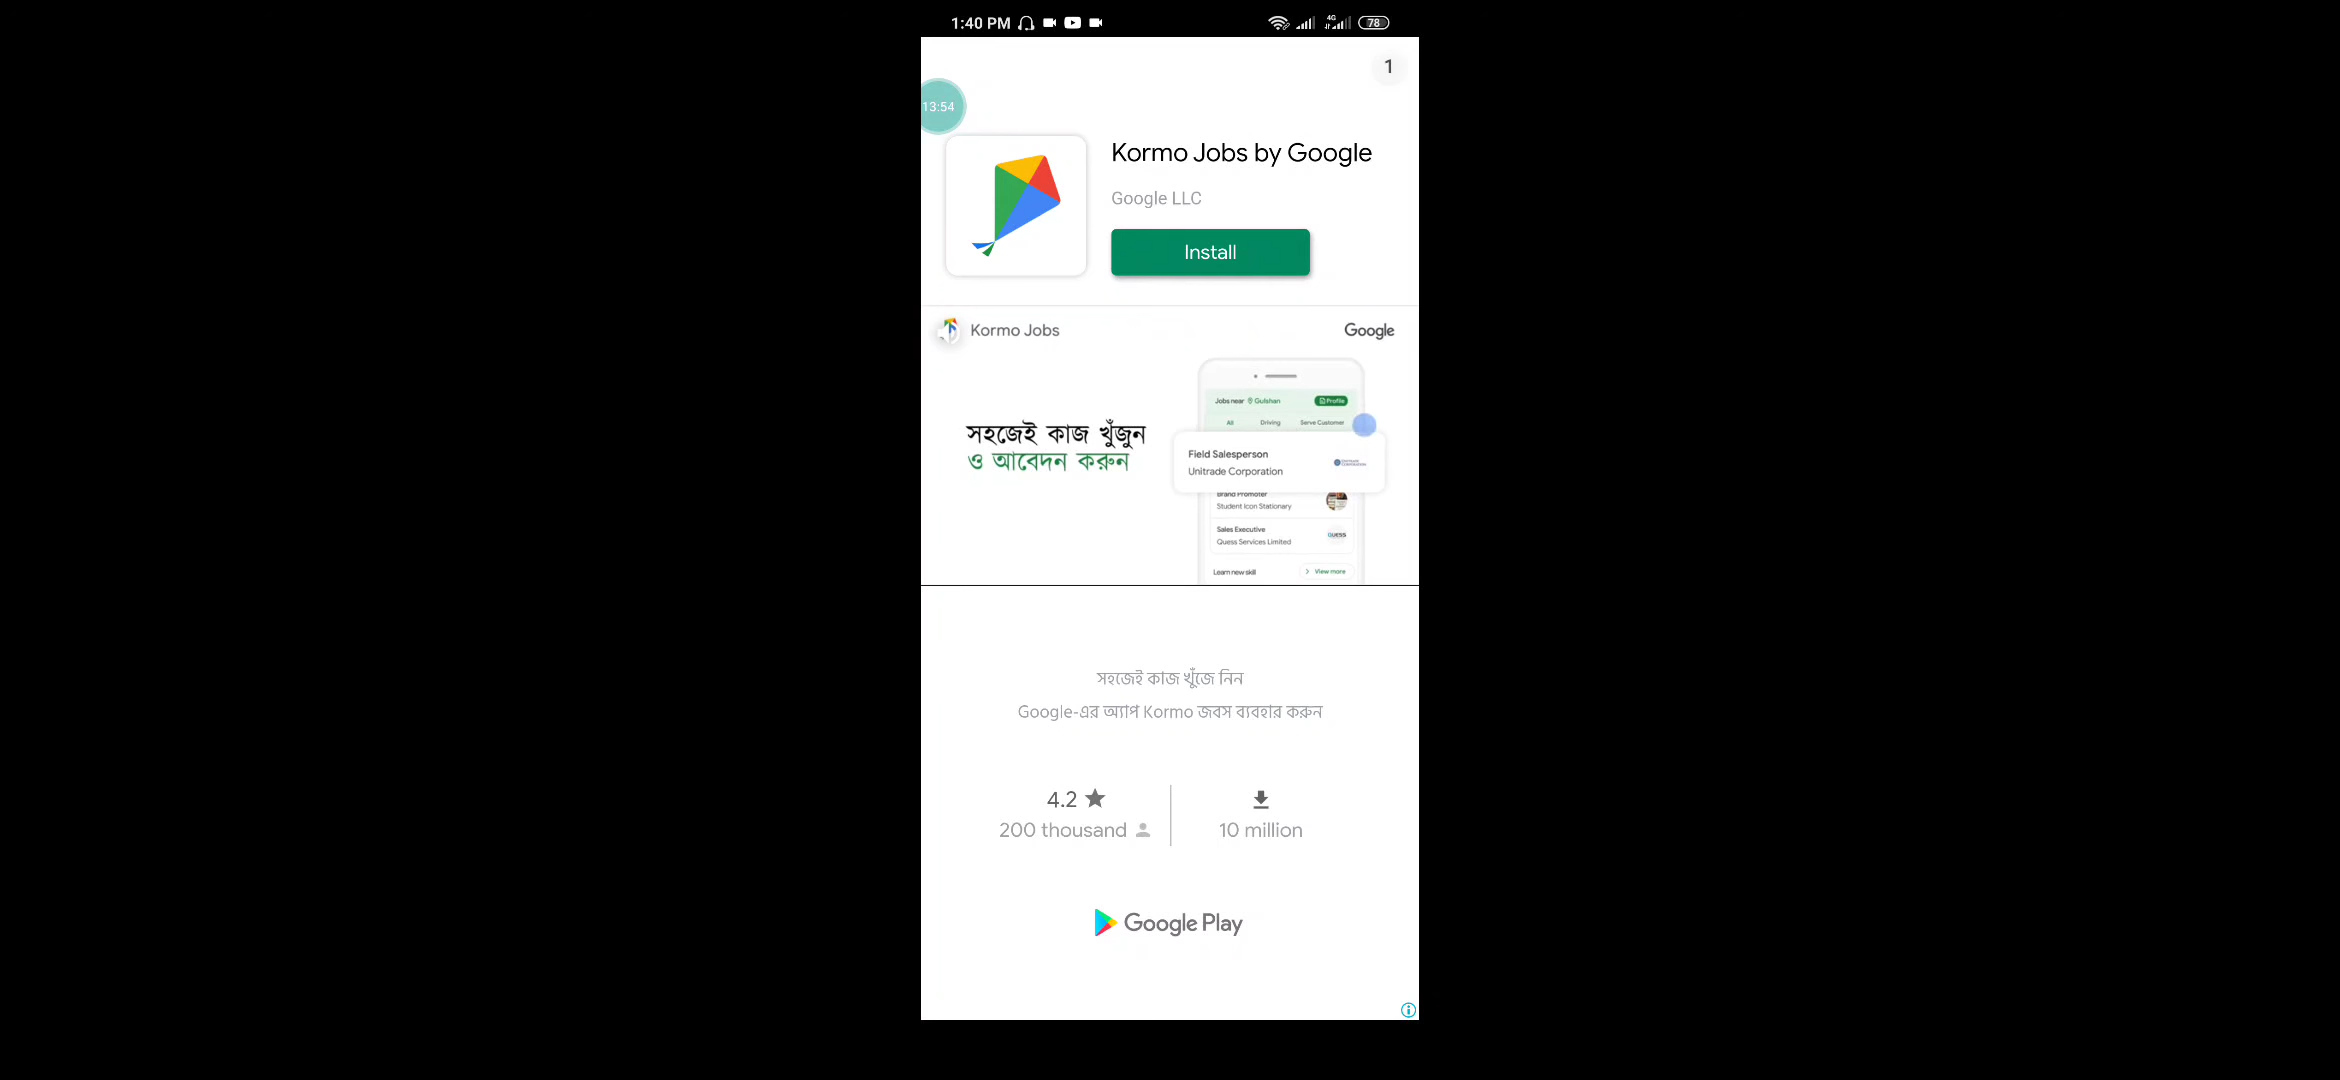 1:40 PM
4G
78
1
13:54
Kormo Jobs by Google
Google LLC
Install
Kormo Jobs
Google
সহজেই কাজ খুঁজুন
ও আবেদন করুন
Jobs near Gulshan
Profile
All
Driving
Serve Customer
Field Salesperson
Unitrade Corporation
Brand Promoter
Student Icon Stationary
Sales Executive
Quess Services Limited
QUESS
Learn new skill
View more
সহজেই কাজ খুঁজে নিন
Google-এর অ্যাপ Kormo জবস ব্যবহার করুন
4.2 ★
200 thousand
10 million
Google Play